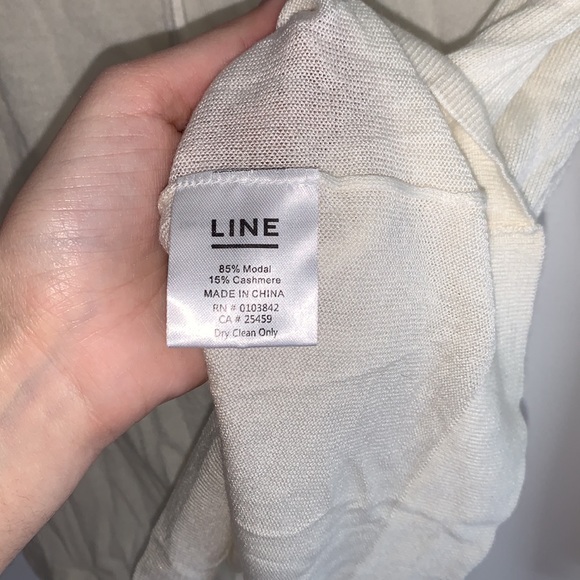 LINE
85% Modal
15% Cashmere
MADE IN CHINA
RN # 0103842
CA # 25459
Dry Clean Only